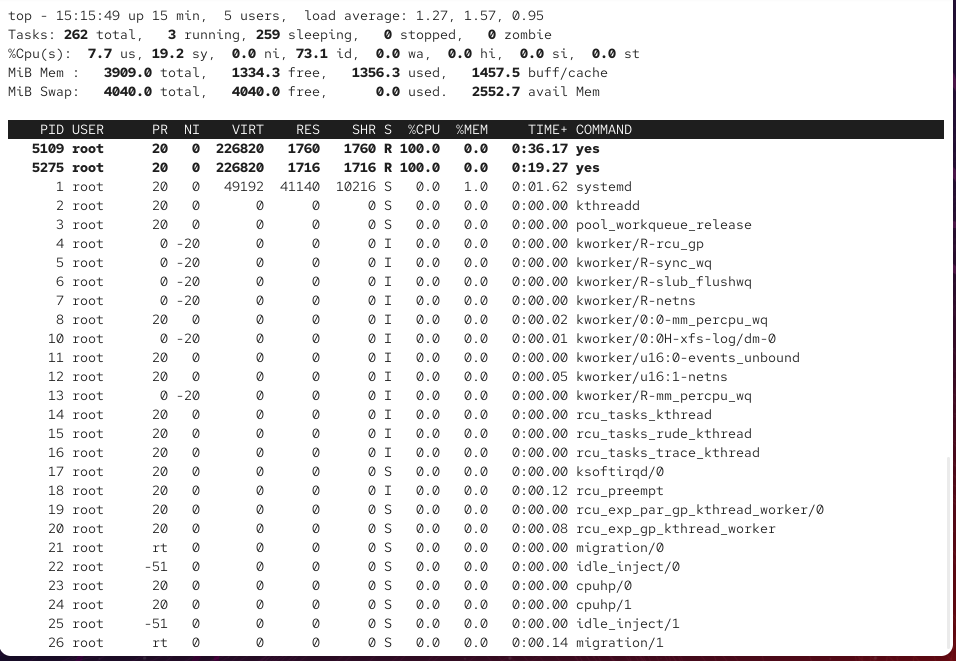 top - 15:15:49 up 15 min,  5 users,  load average: 1.27, 1.57, 0.95
Tasks: 262 total,   3 running, 259 sleeping,   0 stopped,   0 zombie
%Cpu(s):  7.7 us, 19.2 sy,  0.0 ni, 73.1 id,  0.0 wa,  0.0 hi,  0.0 si,  0.0 st
MiB Mem :   3909.0 total,   1334.3 free,   1356.3 used,   1457.5 buff/cache
MiB Swap:   4040.0 total,   4040.0 free,      0.0 used.   2552.7 avail Mem
    PID USER      PR  NI    VIRT    RES    SHR S  %CPU  %MEM     TIME+ COMMAND
   5109 root      20   0  226820   1760   1760 R 100.0   0.0   0:36.17 yes
   5275 root      20   0  226820   1716   1716 R 100.0   0.0   0:19.27 yes
      1 root      20   0   49192  41140  10216 S   0.0   1.0   0:01.62 systemd
      2 root      20   0       0      0      0 S   0.0   0.0   0:00.00 kthreadd
      3 root      20   0       0      0      0 S   0.0   0.0   0:00.00 pool_workqueue_release
      4 root       0 -20       0      0      0 I   0.0   0.0   0:00.00 kworker/R-rcu_gp
      5 root       0 -20       0      0      0 I   0.0   0.0   0:00.00 kworker/R-sync_wq
      6 root       0 -20       0      0      0 I   0.0   0.0   0:00.00 kworker/R-slub_flushwq
      7 root       0 -20       0      0      0 I   0.0   0.0   0:00.00 kworker/R-netns
      8 root      20   0       0      0      0 I   0.0   0.0   0:00.02 kworker/0:0-mm_percpu_wq
     10 root       0 -20       0      0      0 I   0.0   0.0   0:00.01 kworker/0:0H-xfs-log/dm-0
     11 root      20   0       0      0      0 I   0.0   0.0   0:00.00 kworker/u16:0-events_unbound
     12 root      20   0       0      0      0 I   0.0   0.0   0:00.05 kworker/u16:1-netns
     13 root       0 -20       0      0      0 I   0.0   0.0   0:00.00 kworker/R-mm_percpu_wq
     14 root      20   0       0      0      0 I   0.0   0.0   0:00.00 rcu_tasks_kthread
     15 root      20   0       0      0      0 I   0.0   0.0   0:00.00 rcu_tasks_rude_kthread
     16 root      20   0       0      0      0 I   0.0   0.0   0:00.00 rcu_tasks_trace_kthread
     17 root      20   0       0      0      0 S   0.0   0.0   0:00.00 ksoftirqd/0
     18 root      20   0       0      0      0 I   0.0   0.0   0:00.12 rcu_preempt
     19 root      20   0       0      0      0 S   0.0   0.0   0:00.00 rcu_exp_par_gp_kthread_worker/0
     20 root      20   0       0      0      0 S   0.0   0.0   0:00.08 rcu_exp_gp_kthread_worker
     21 root      rt   0       0      0      0 S   0.0   0.0   0:00.00 migration/0
     22 root     -51   0       0      0      0 S   0.0   0.0   0:00.00 idle_inject/0
     23 root      20   0       0      0      0 S   0.0   0.0   0:00.00 cpuhp/0
     24 root      20   0       0      0      0 S   0.0   0.0   0:00.00 cpuhp/1
     25 root     -51   0       0      0      0 S   0.0   0.0   0:00.00 idle_inject/1
     26 root      rt   0       0      0      0 S   0.0   0.0   0:00.14 migration/1